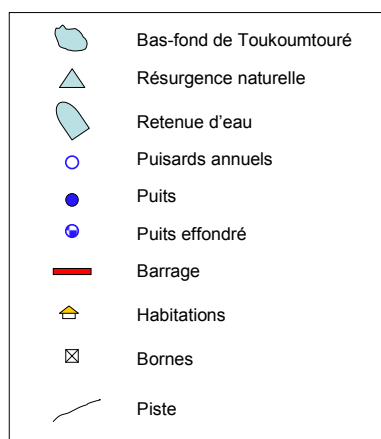 Bas-fond de Toukoumtouré
Résurgence naturelle
Retenue d’eau
Puisards annuels
Puits
Puits effondré
Barrage
Habitations
Bornes
Piste